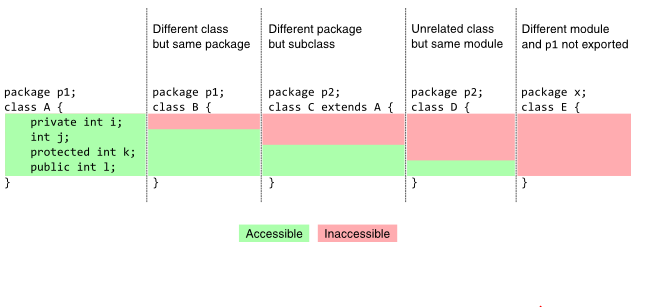 Different class
but same package
Different package
but subclass
Unrelated class
but same module
Different module
and p1 not exported
package p1;
class A {
private int i;
int j;
protected int k;
public int l;
}
package p1;
class B {
}
package p2;
class C extends A {
}
package p2;
class D {
}
package x;
class E {
}
Accessible
Inaccessible